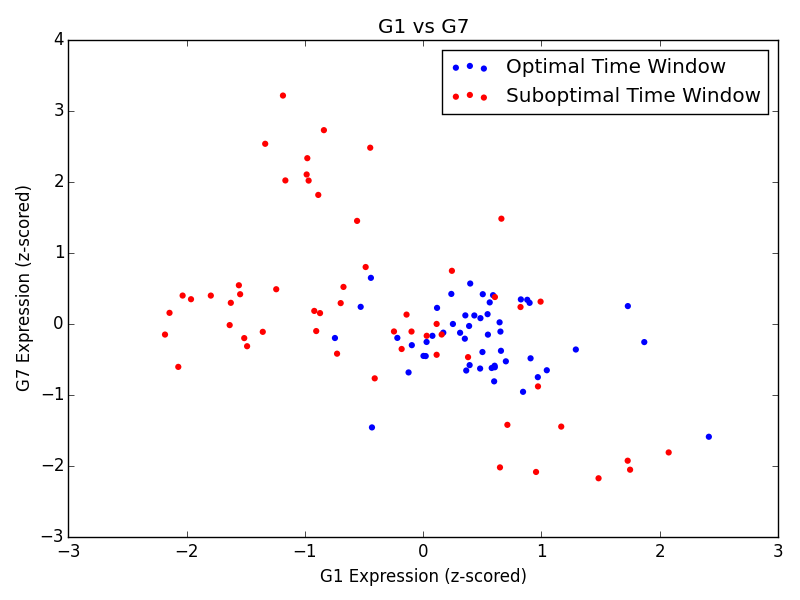 G1 vs G7
Optimal Time Window
Suboptimal Time Window
4
3
2
1
0
−1
−2
−3
G7 Expression (z-scored)
−3 −2 −1 0 1 2 3
G1 Expression (z-scored)